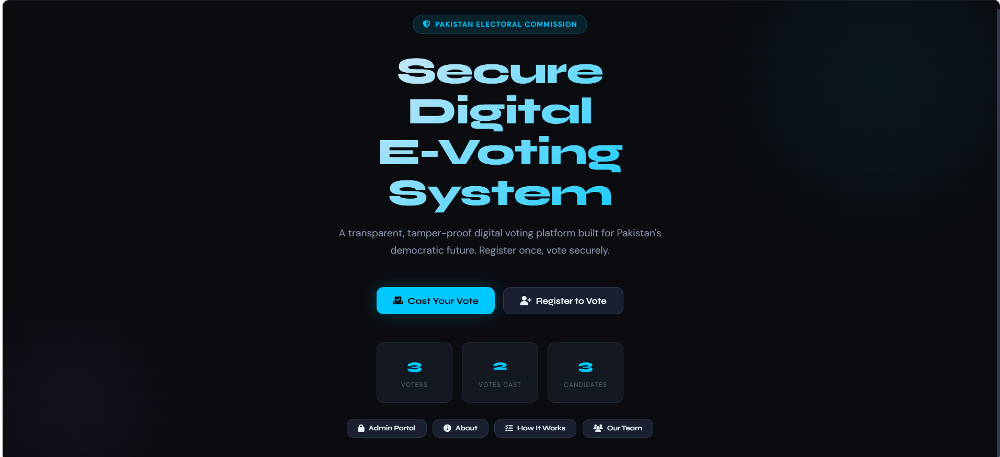 PAKISTAN ELECTORAL COMMISSION
Secure
Digital
E-Voting
System
A transparent, tamper-proof digital voting platform built for Pakistan's
democratic future. Register once, vote securely.
Cast Your Vote
Register to Vote
3
VOTERS
2
VOTES CAST
3
CANDIDATES
Admin Portal
About
How It Works
Our Team